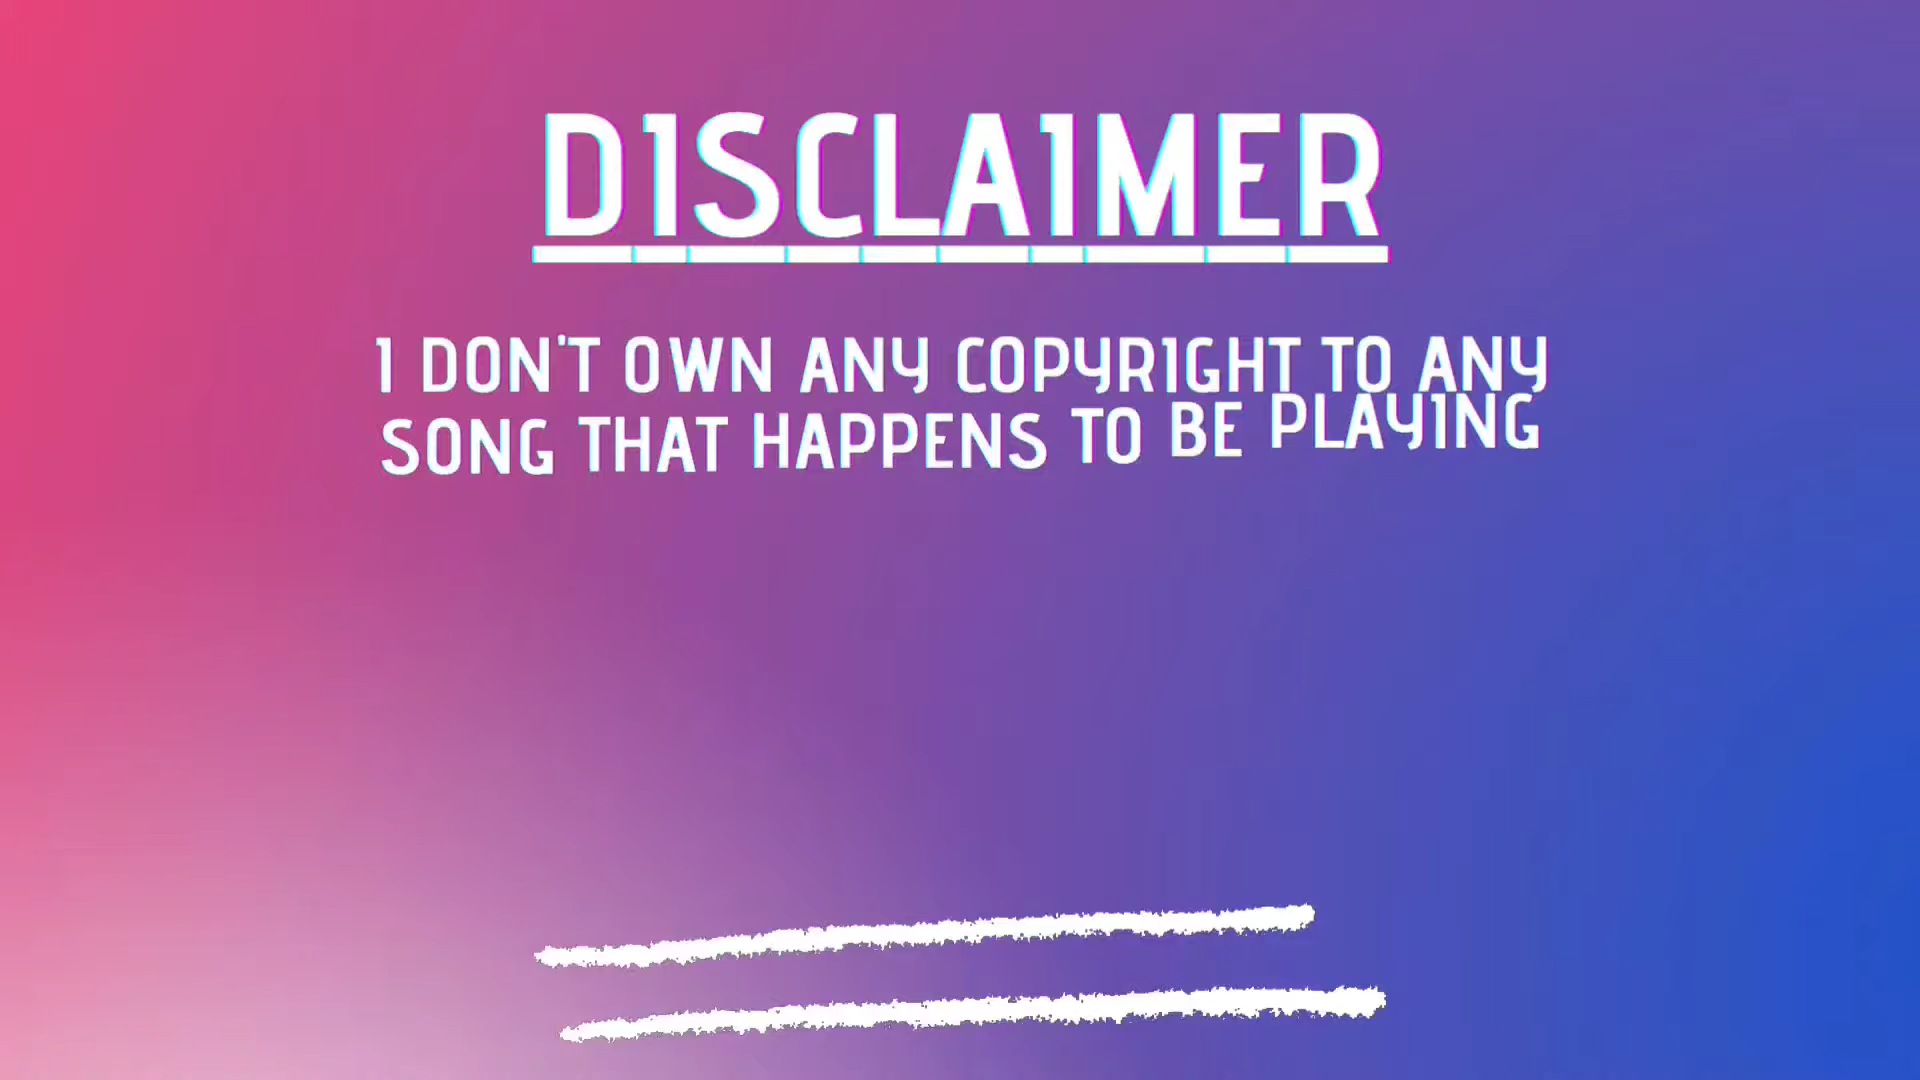 DISCLAIMER
I DON'T OWN ANY COPYRIGHT TO ANY
SONG THAT HAPPENS TO BE PLAYING